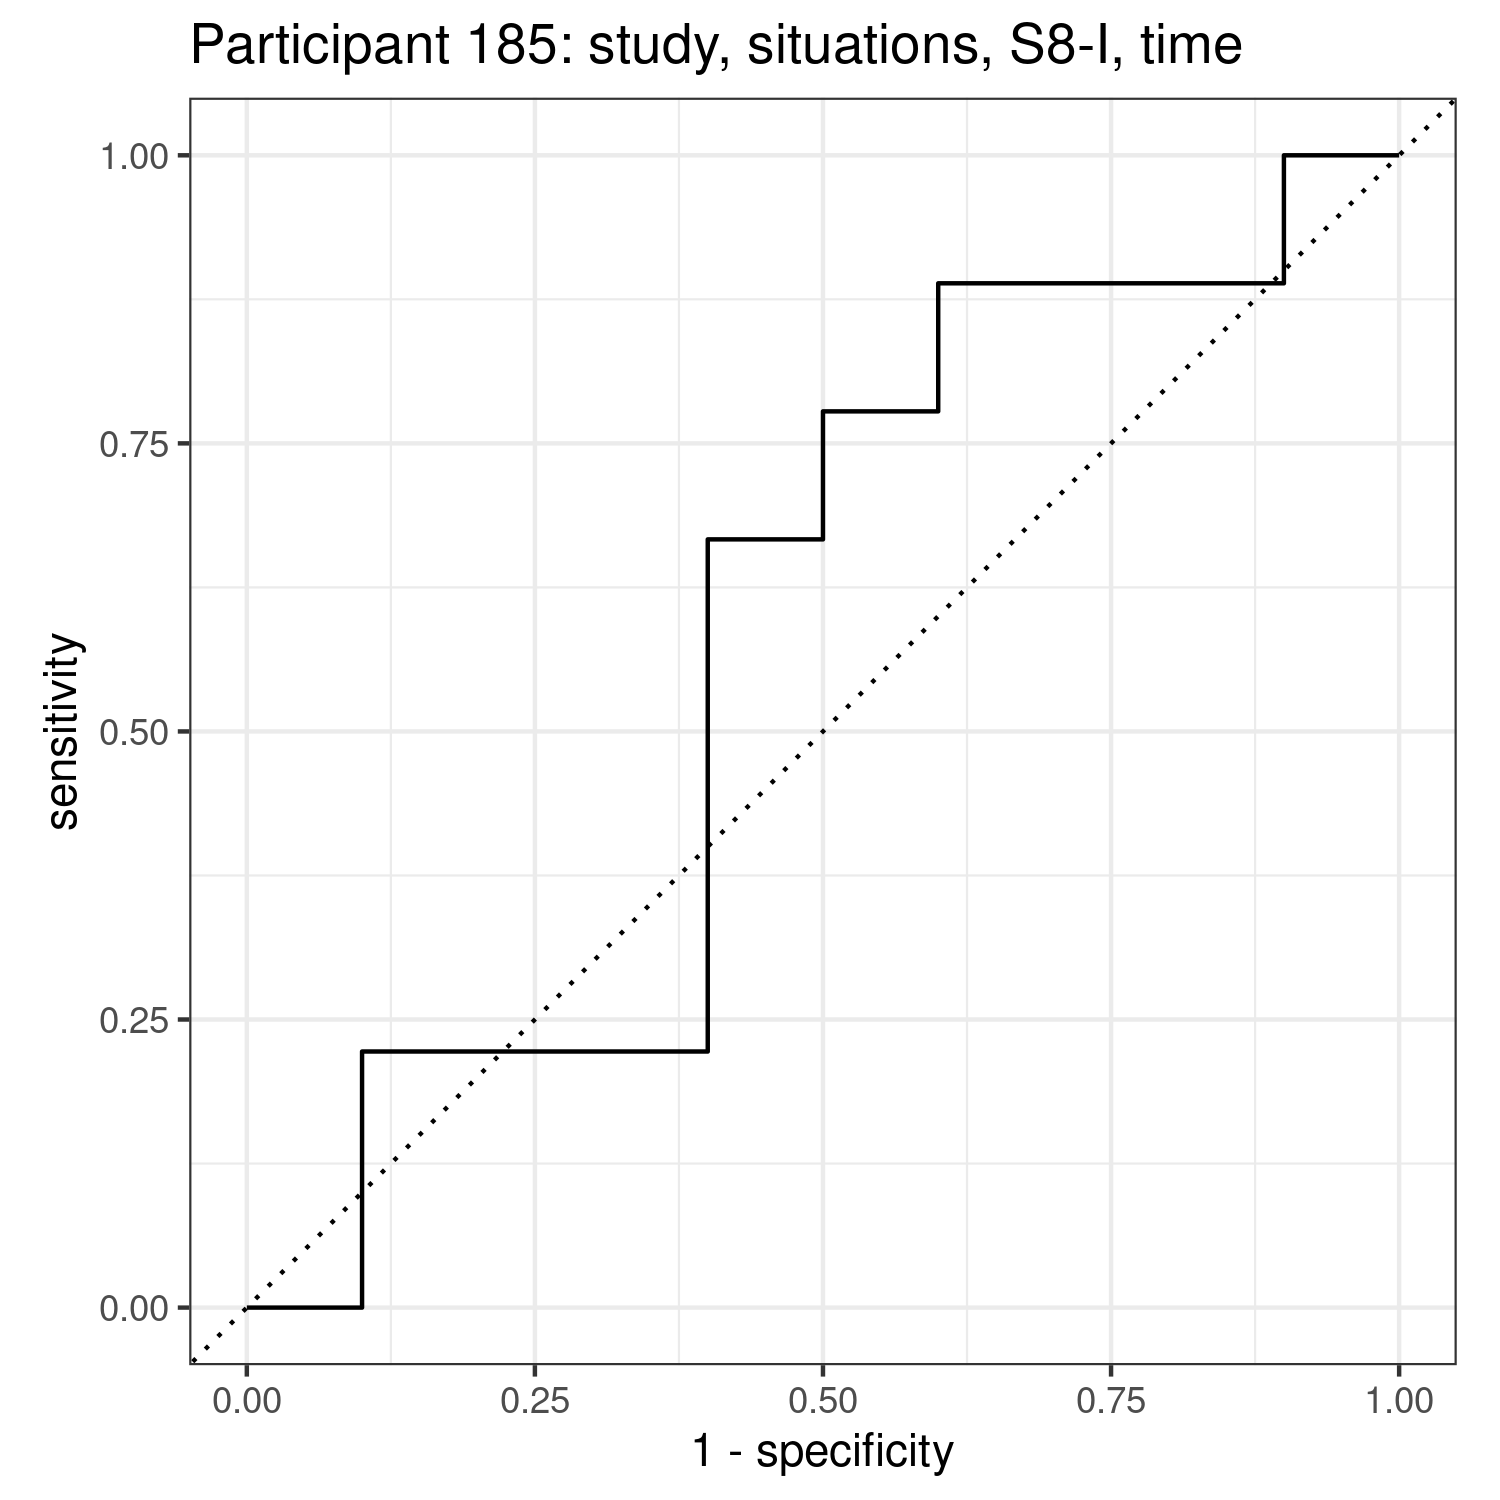 Participant 185: study, situations, S8-I, time
1.00
0.75
0.50
0.25
0.00
sensitivity
0.00 0.25 0.50 0.75 1.00
1 - specificity